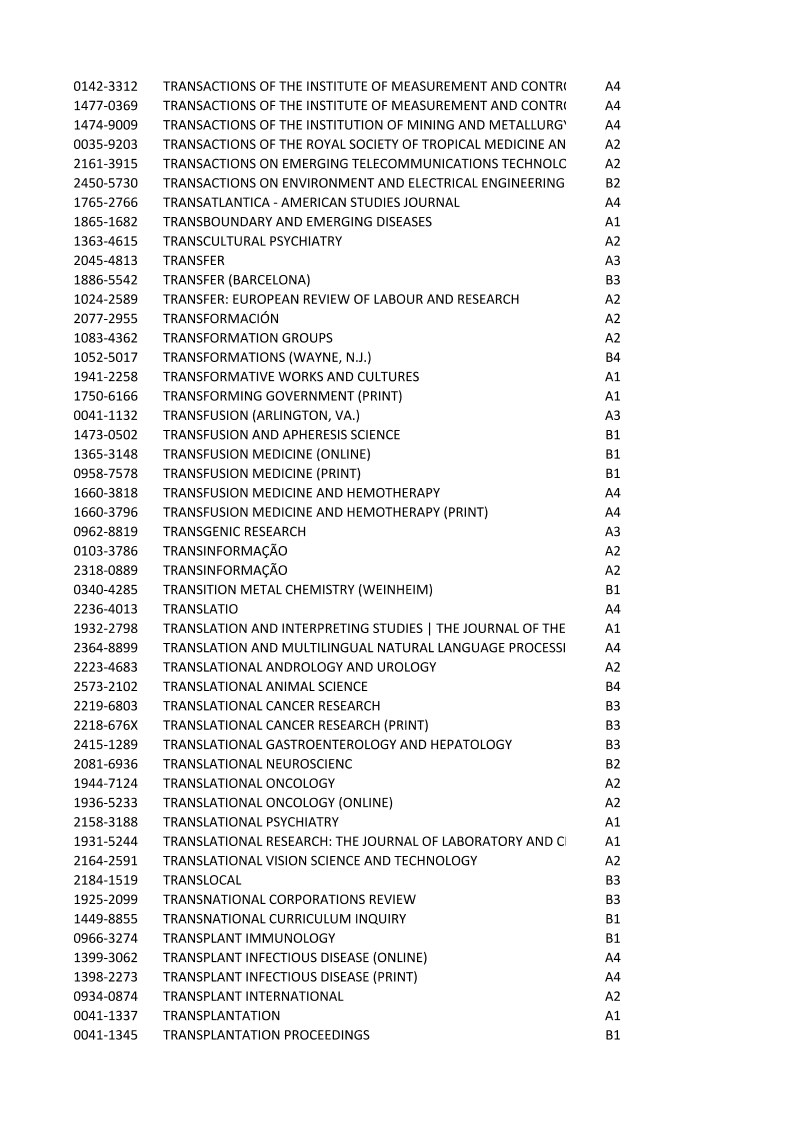 0142-3312 TRANSACTIONS OF THE INSTITUTE OF MEASUREMENT AND CONTR A4
1477-0369 TRANSACTIONS OF THE INSTITUTE OF MEASUREMENT AND CONTR A4
1474-9009 TRANSACTIONS OF THE INSTITUTION OF MINING AND METALLURGY A4
0035-9203 TRANSACTIONS OF THE ROYAL SOCIETY OF TROPICAL MEDICINE AN A2
2161-3915 TRANSACTIONS ON EMERGING TELECOMMUNICATIONS TECHNOLO A2
2450-5730 TRANSACTIONS ON ENVIRONMENT AND ELECTRICAL ENGINEERING B2
1765-2766 TRANSATLANTICA - AMERICAN STUDIES JOURNAL A4
1865-1682 TRANSBOUNDARY AND EMERGING DISEASES A1
1363-4615 TRANSCULTURAL PSYCHIATRY A2
2045-4813 TRANSFER A3
1886-5542 TRANSFER (BARCELONA) B3
1024-2589 TRANSFER: EUROPEAN REVIEW OF LABOUR AND RESEARCH A2
2077-2955 TRANSFORMACIÓN A2
1083-4362 TRANSFORMATION GROUPS A2
1052-5017 TRANSFORMATIONS (WAYNE, N.J.) B4
1941-2258 TRANSFORMATIVE WORKS AND CULTURES A1
1750-6166 TRANSFORMING GOVERNMENT (PRINT) A1
0041-1132 TRANSFUSION (ARLINGTON, VA.) A3
1473-0502 TRANSFUSION AND APHERESIS SCIENCE B1
1365-3148 TRANSFUSION MEDICINE (ONLINE) B1
0958-7578 TRANSFUSION MEDICINE (PRINT) B1
1660-3818 TRANSFUSION MEDICINE AND HEMOTHERAPY A4
1660-3796 TRANSFUSION MEDICINE AND HEMOTHERAPY (PRINT) A4
0962-8819 TRANSGENIC RESEARCH A3
0103-3786 TRANSINFORMAÇÃO A2
2318-0889 TRANSINFORMAÇÃO A2
0340-4285 TRANSITION METAL CHEMISTRY (WEINHEIM) B1
2236-4013 TRANSLATIO A4
1932-2798 TRANSLATION AND INTERPRETING STUDIES | THE JOURNAL OF THE A1
2364-8899 TRANSLATION AND MULTILINGUAL NATURAL LANGUAGE PROCESSI A4
2223-4683 TRANSLATIONAL ANDROLOGY AND UROLOGY A2
2573-2102 TRANSLATIONAL ANIMAL SCIENCE B4
2219-6803 TRANSLATIONAL CANCER RESEARCH B3
2218-676X TRANSLATIONAL CANCER RESEARCH (PRINT) B3
2415-1289 TRANSLATIONAL GASTROENTEROLOGY AND HEPATOLOGY B3
2081-6936 TRANSLATIONAL NEUROSCIENC B2
1944-7124 TRANSLATIONAL ONCOLOGY A2
1936-5233 TRANSLATIONAL ONCOLOGY (ONLINE) A2
2158-3188 TRANSLATIONAL PSYCHIATRY A1
1931-5244 TRANSLATIONAL RESEARCH: THE JOURNAL OF LABORATORY AND CI A1
2164-2591 TRANSLATIONAL VISION SCIENCE AND TECHNOLOGY A2
2184-1519 TRANSLOCAL B3
1925-2099 TRANSNATIONAL CORPORATIONS REVIEW B3
1449-8855 TRANSNATIONAL CURRICULUM INQUIRY B1
0966-3274 TRANSPLANT IMMUNOLOGY B1
1399-3062 TRANSPLANT INFECTIOUS DISEASE (ONLINE) A4
1398-2273 TRANSPLANT INFECTIOUS DISEASE (PRINT) A4
0934-0874 TRANSPLANT INTERNATIONAL A2
0041-1337 TRANSPLANTATION A1
0041-1345 TRANSPLANTATION PROCEEDINGS B1